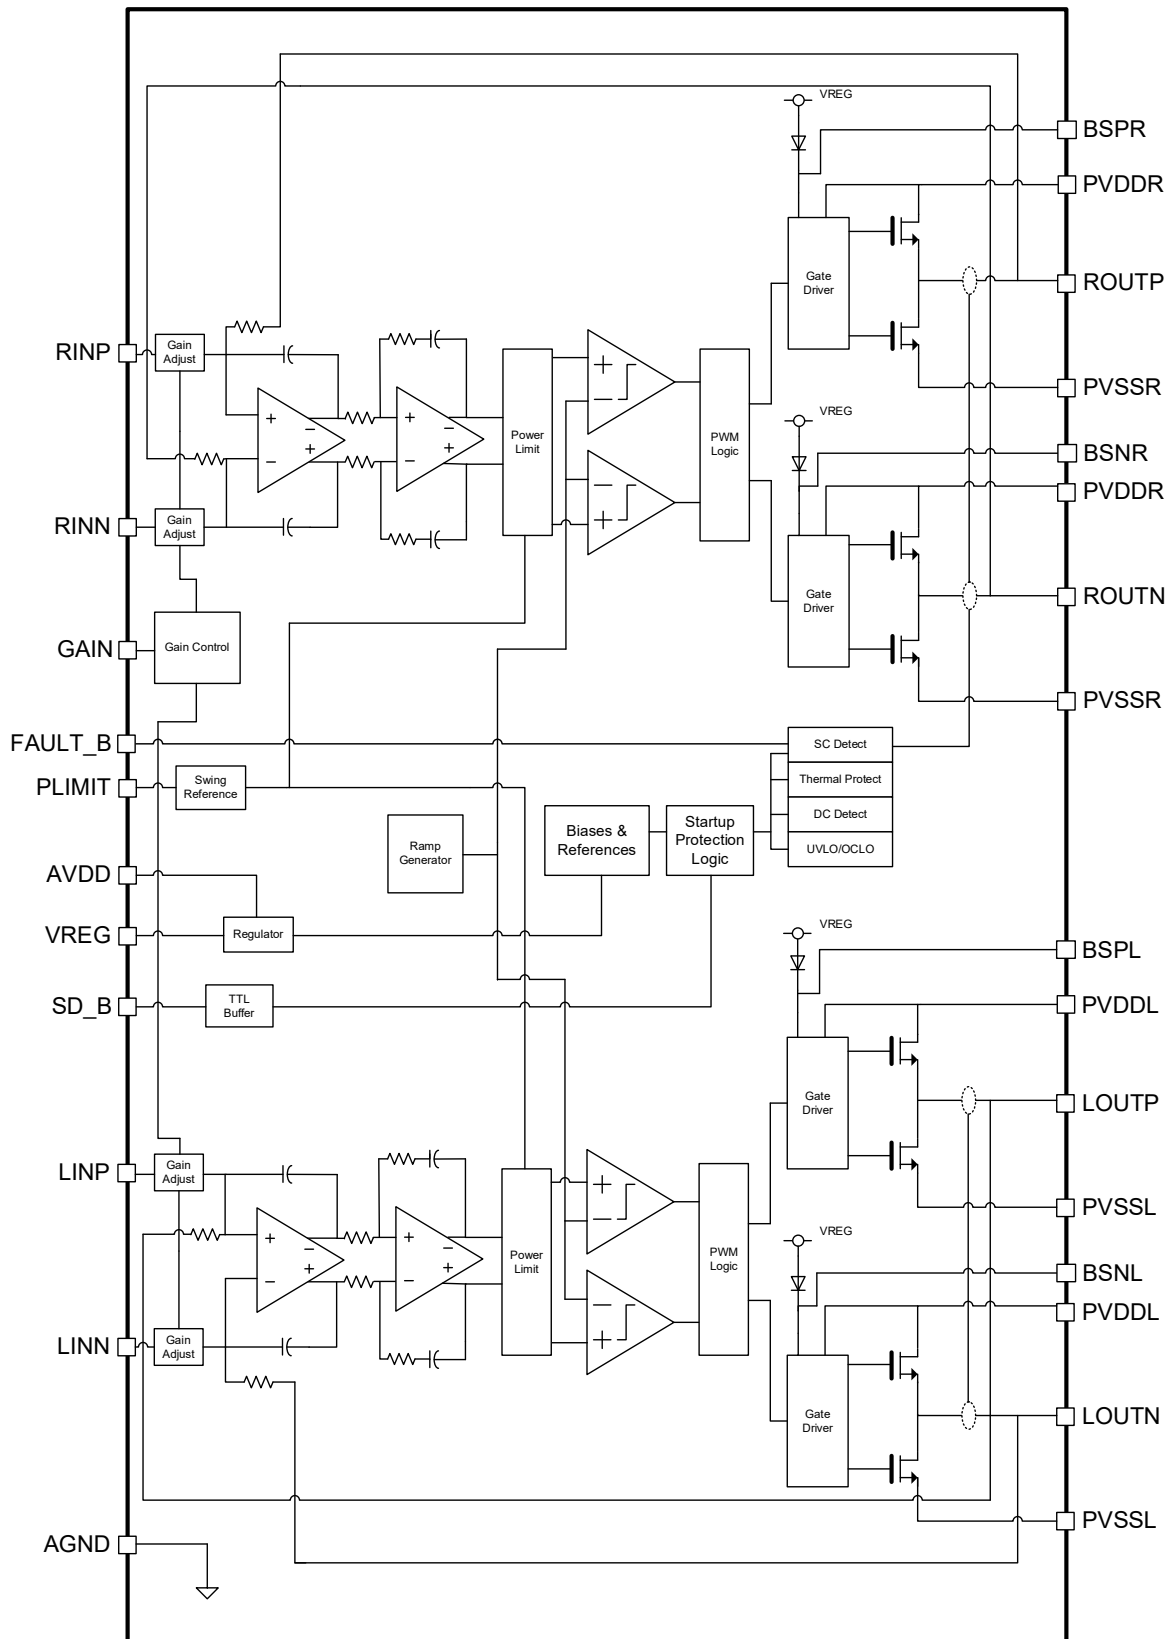 VREG
BSPR
PVDDR
Gate
Driver
ROUTP
RINP
Gain
Adjust
+
−
−
+
+
−
−
+
Power
Limit
+
−
−
+
PWM
Logic
PVSSR
VREG
BSNR
PVDDR
RINN
Gain
Adjust
Gate
Driver
ROUTN
GAIN
Gain Control
PVSSR
FAULT_B
SC Detect
PLIMIT
Swing
Reference
Thermal Protect
DC Detect
UVLO/OCLO
Ramp
Generator
Biases &
References
Startup
Protection
Logic
AVDD
VREG
Regulator
VREG
BSPL
SD_B
TTL
Buffer
PVDDL
Gate
Driver
LOUTP
LINP
Gain
Adjust
+
−
−
+
+
−
−
+
Power
Limit
+
−
−
+
PWM
Logic
PVSSL
VREG
BSNL
PVDDL
LINN
Gain
Adjust
Gate
Driver
LOUTN
PVSSL
AGND